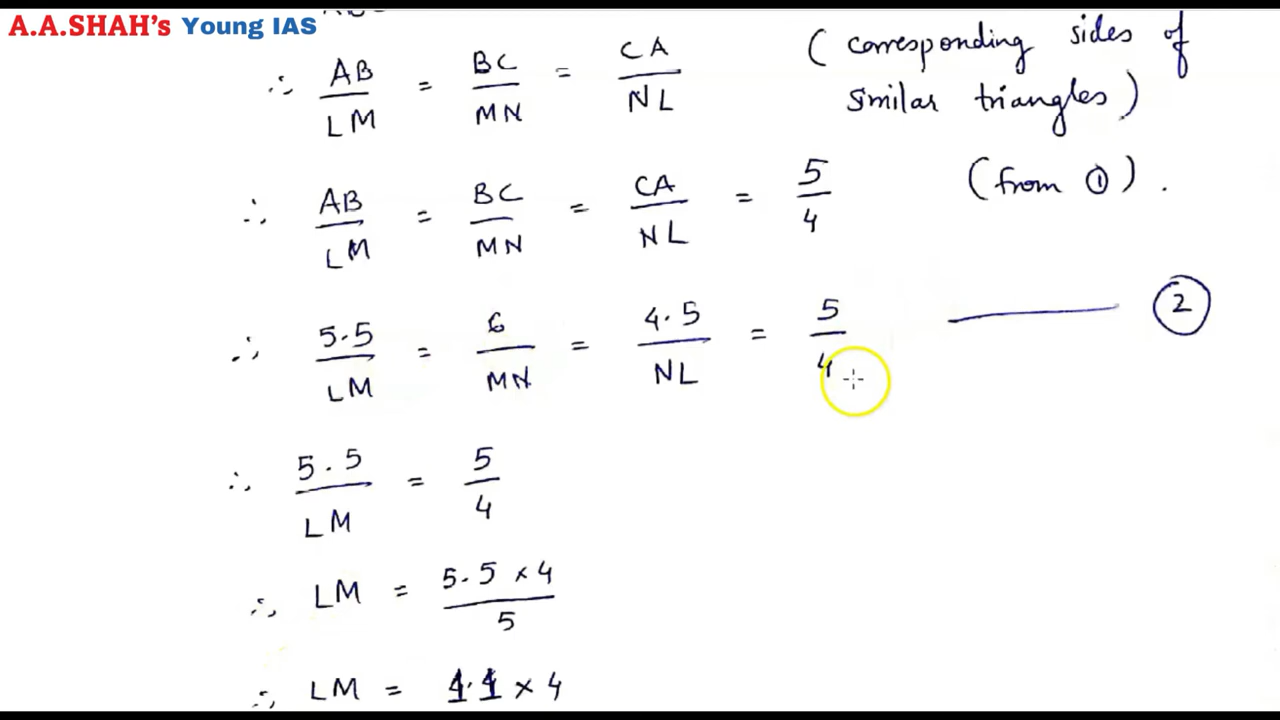 A.A.SHAH's Young IAS
∴ AB/LM = BC/MN = CA/NL (corresponding sides of
similar triangles)
∴ AB/LM = BC/MN = CA/NL = 5/4 (from ①).
∴ 5.5/LM = 6/MN = 4.5/NL = 5/4 ——— ②
∴ 5.5/LM = 5/4
∴ LM = 5.5 × 4/5
∴ LM = 1.1 × 4